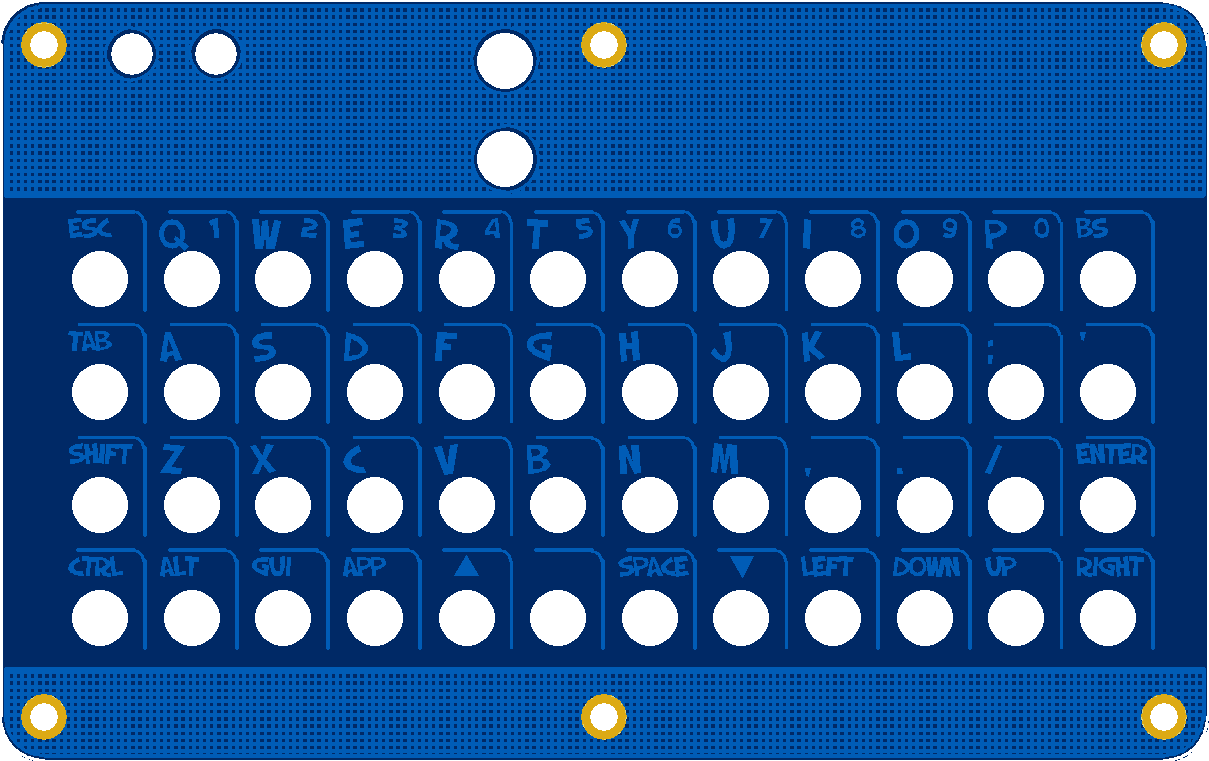 ESC Q 1 W 2 E 3 R 4 T 5 Y 6 U 7 I 8 O 9 P 0 BS
TAB A S D F G H J K L ; '
SHIFT Z X C V B N M , . / ENTER
CTRL ALT GUI APP ▲ SPACE ▼ LEFT DOWN UP RIGHT